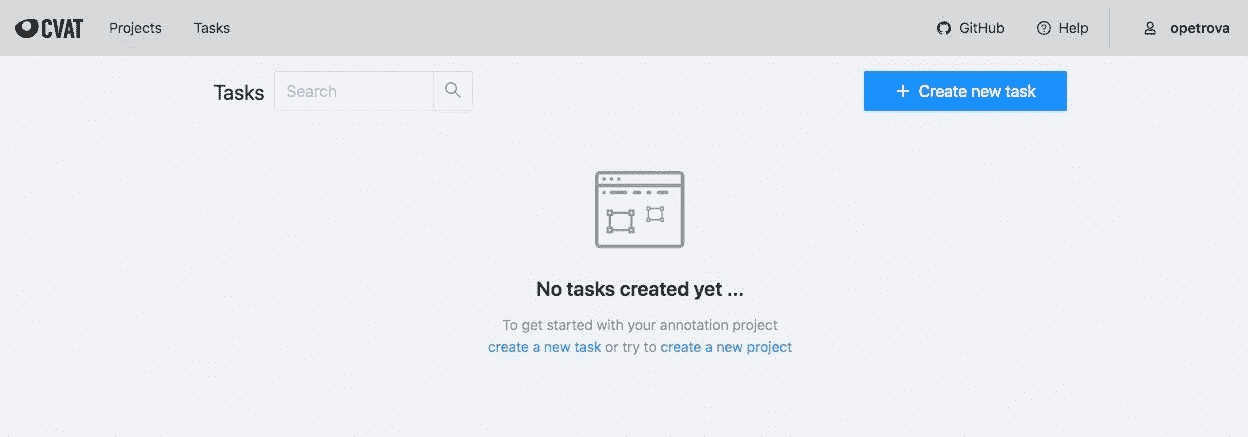 CVAT Projects Tasks GitHub Help opetrova
Tasks Search + Create new task
No tasks created yet ...
To get started with your annotation project
create a new task or try to create a new project